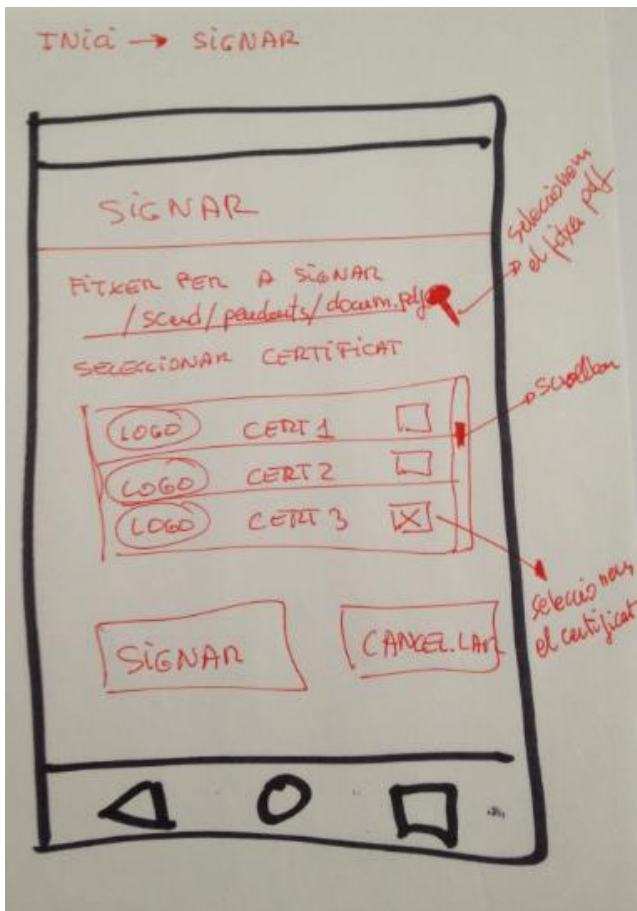 INici → SIGNAR
SIGNAR
Seleccionem
el fitxer pdf
FITXER PER A SIGNAR
/scard/pendents/docum.pdf
SELECCIONAR CERTIFICAT
LOGO CERT 1
Scrollbar
LOGO CERT 2
LOGO CERT 3
Seleccionem
el certificat
SIGNAR
CANCEL.LAR